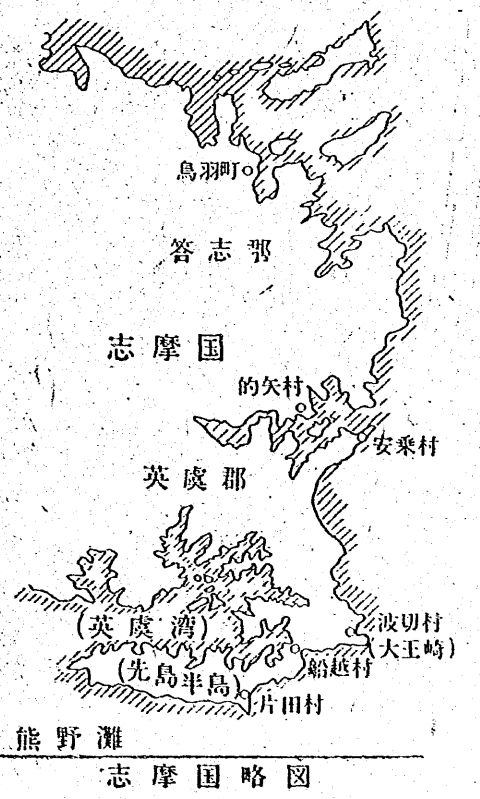 鳥羽町
答志郡
志摩国
的矢村
安乗村
英虞郡
(英虞湾)
波切村
(大王崎)
船越村
(先島半島)
片田村
熊野灘
志摩国略図